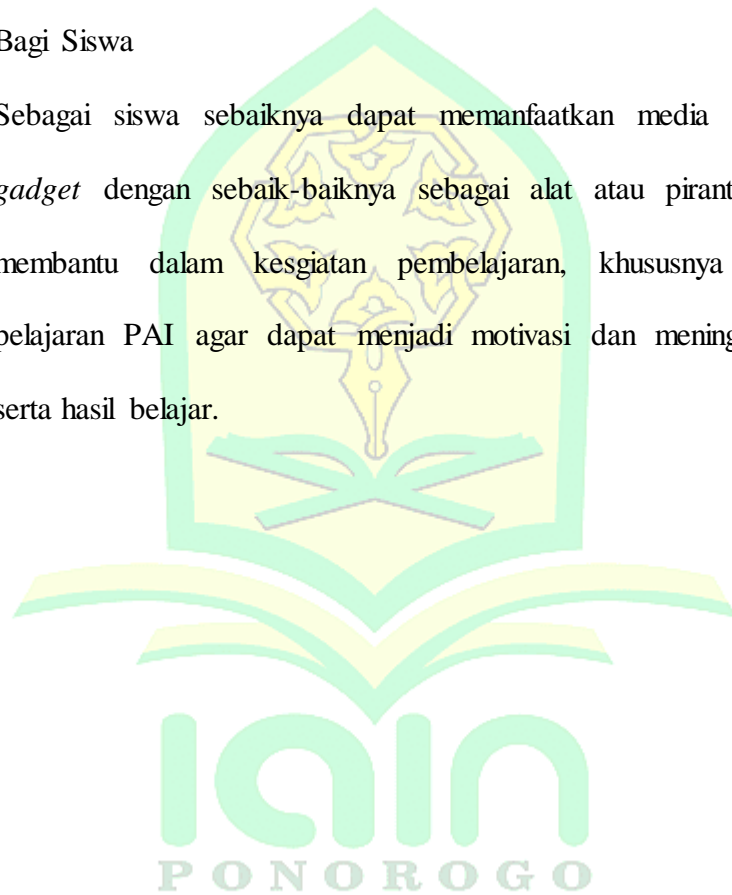 Bagi Siswa
Sebagai siswa sebaiknya dapat memanfaatkan media
gadget dengan sebaik-baiknya sebagai alat atau pirant
membantu dalam kesgiatan pembelajaran, khususnya
pelajaran PAI agar dapat menjadi motivasi dan mening
serta hasil belajar.
iain
PONOROGO